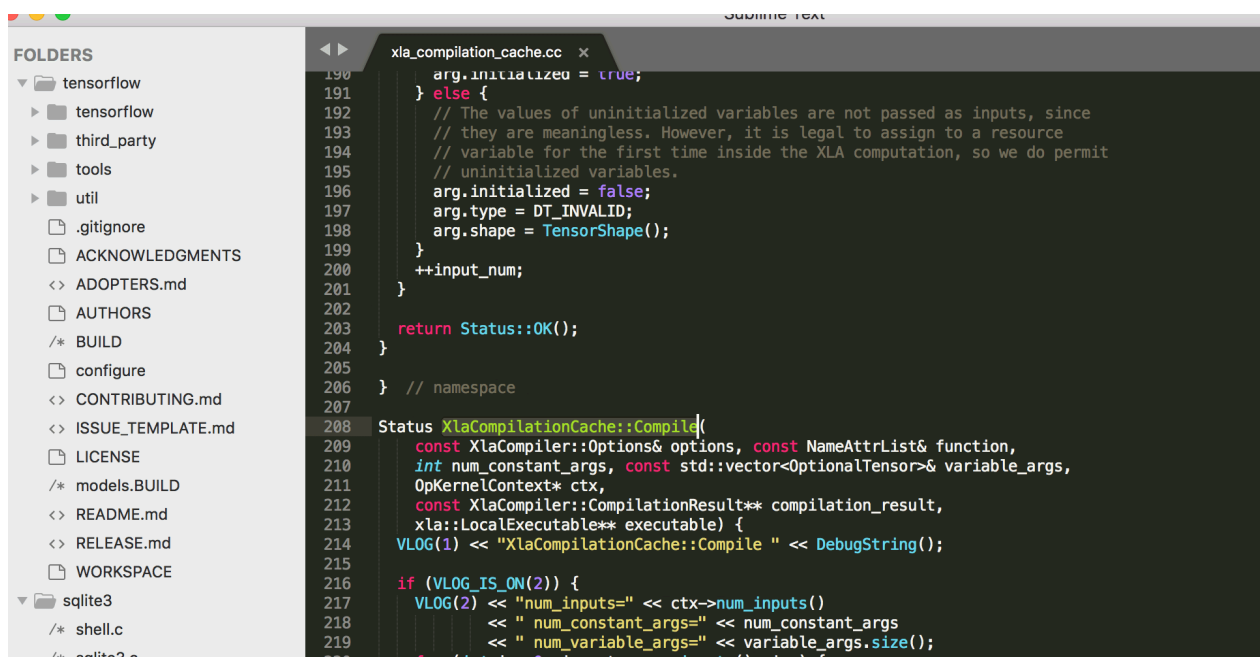 Sublime Text
FOLDERS
tensorflow
tensorflow
third_party
tools
util
.gitignore
ACKNOWLEDGMENTS
<> ADOPTERS.md
AUTHORS
/* BUILD
configure
<> CONTRIBUTING.md
<> ISSUE_TEMPLATE.md
LICENSE
/* models.BUILD
<> README.md
<> RELEASE.md
WORKSPACE
sqlite3
/* shell.c
/* sqlite3.c
xla_compilation_cache.cc ×
190 arg.initialized = true;
191 } else {
192 // The values of uninitialized variables are not passed as inputs, since
193 // they are meaningless. However, it is legal to assign to a resource
194 // variable for the first time inside the XLA computation, so we do permit
195 // uninitialized variables.
196 arg.initialized = false;
197 arg.type = DT_INVALID;
198 arg.shape = TensorShape();
199 }
200 ++input_num;
201 }
202
203 return Status::OK();
204 }
205
206 } // namespace
207
208 Status XlaCompilationCache::Compile(
209 const XlaCompiler::Options& options, const NameAttrList& function,
210 int num_constant_args, const std::vector<OptionalTensor>& variable_args,
211 OpKernelContext* ctx,
212 const XlaCompiler::CompilationResult** compilation_result,
213 xla::LocalExecutable** executable) {
214 VLOG(1) << "XlaCompilationCache::Compile " << DebugString();
215
216 if (VLOG_IS_ON(2)) {
217 VLOG(2) << "num_inputs=" << ctx->num_inputs()
218 << " num_constant_args=" << num_constant_args
219 << " num_variable_args=" << variable_args.size();